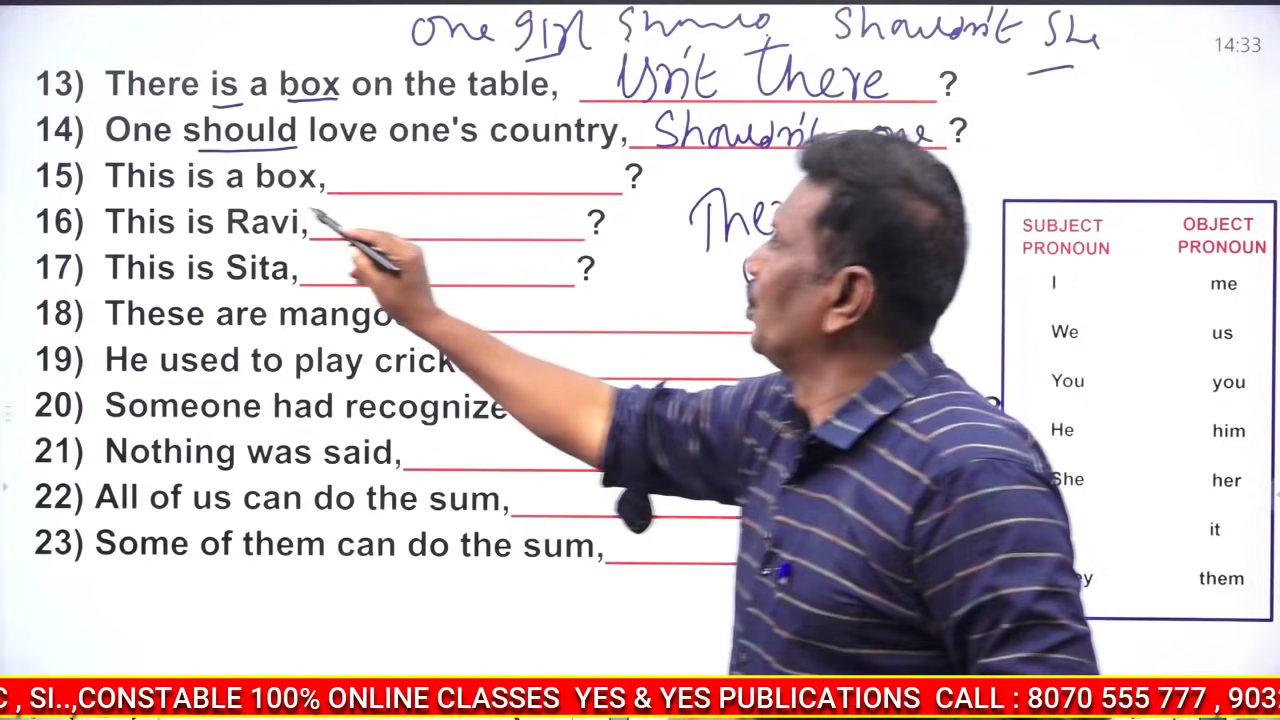 One girl should shouldn't she
14:33
13) There is a box on the table, isn't there ?
14) One should love one's country, Shouldn't one ?
15) This is a box, ?
16) This is Ravi, ?
17) This is Sita, ?
18) These are mango
19) He used to play crick
20) Someone had recognize ?
21) Nothing was said,
22) All of us can do the sum,
23) Some of them can do the sum,
The
SUBJECT PRONOUN OBJECT PRONOUN
I me
We us
You you
He him
She her
it
ey them
C , SI..,CONSTABLE 100% ONLINE CLASSES YES & YES PUBLICATIONS CALL : 8070 555 777 , 903